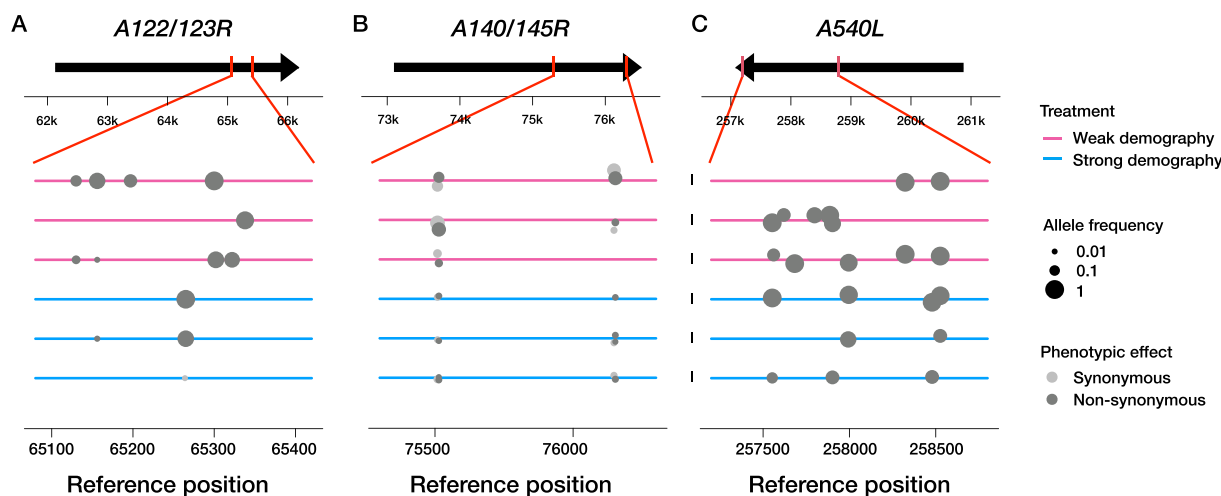 A
A122/123R
B
A140/145R
C
A540L
62k 63k 64k 65k 66k
73k 74k 75k 76k
257k 258k 259k 260k 261k
Treatment
Weak demography
Strong demography
Allele frequency
0.01
0.1
1
Phenotypic effect
Synonymous
Non-synonymous
65100 65200 65300 65400
75500 76000
257500 258000 258500
Reference position
Reference position
Reference position